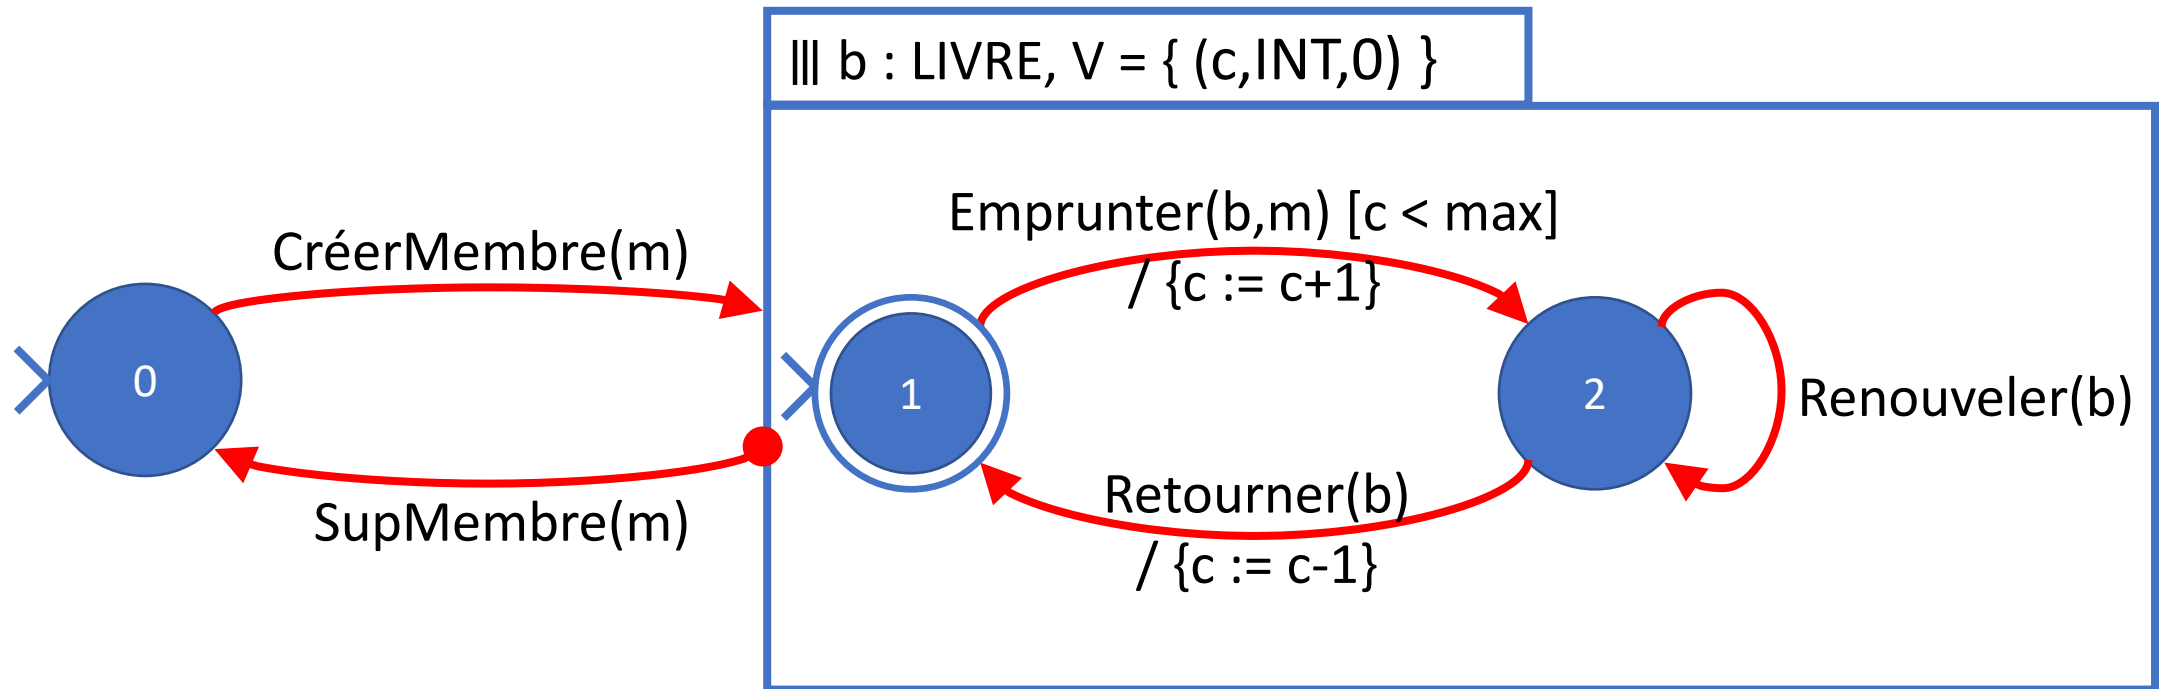 ||| b : LIVRE, V = { (c,INT,0) }
Emprunter(b,m) [c < max]
/ {c := c+1}
CréerMembre(m)
0
1
2
Renouveler(b)
Retourner(b)
/ {c := c-1}
SupMembre(m)